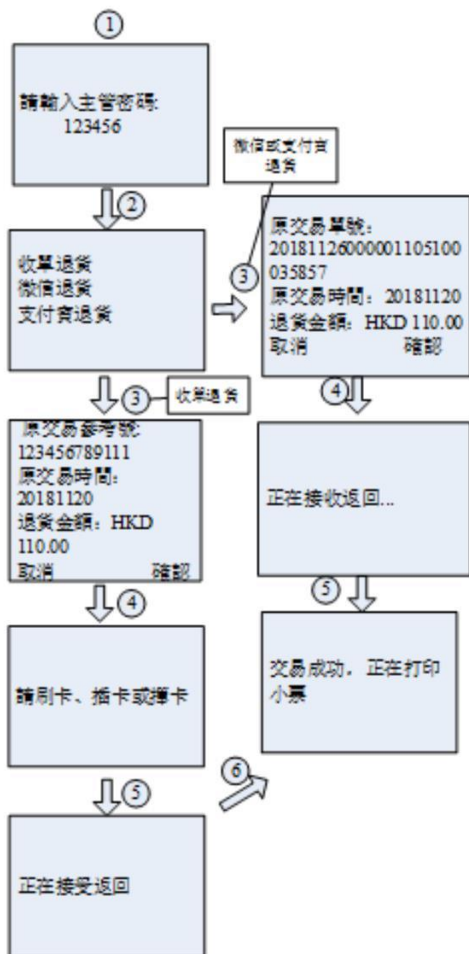 ①
請輸入主管密碼:
123456
②
微信或支付宝
退货
收單退貨
微信退貨
支付寶退貨
③
原交易單號：
20181126000001105100
035857
原交易時間：20181120
退货金額：HKD 110.00
取消 確認
③
收单退貨
原交易參考號:
123456789111
原交易時間：
20181120
退貨金額：HKD
110.00
取消 確認
④
正在接收返回...
④
請刷卡、插卡或揮卡
⑤
交易成功，正在打印
小票
⑤
⑥
正在接受返回